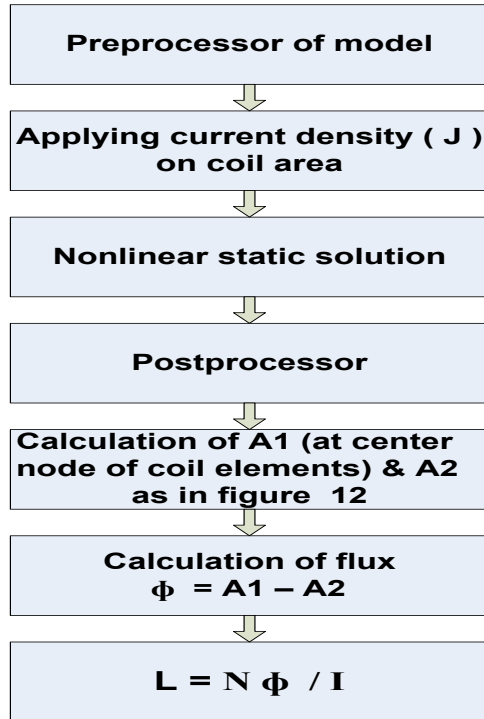 Preprocessor of model
Applying current density ( J )
on coil area
Nonlinear static solution
Postprocessor
Calculation of A1 (at center
node of coil elements) & A2
as in figure 12
Calculation of flux
Φ = A1 – A2
L = N Φ / I